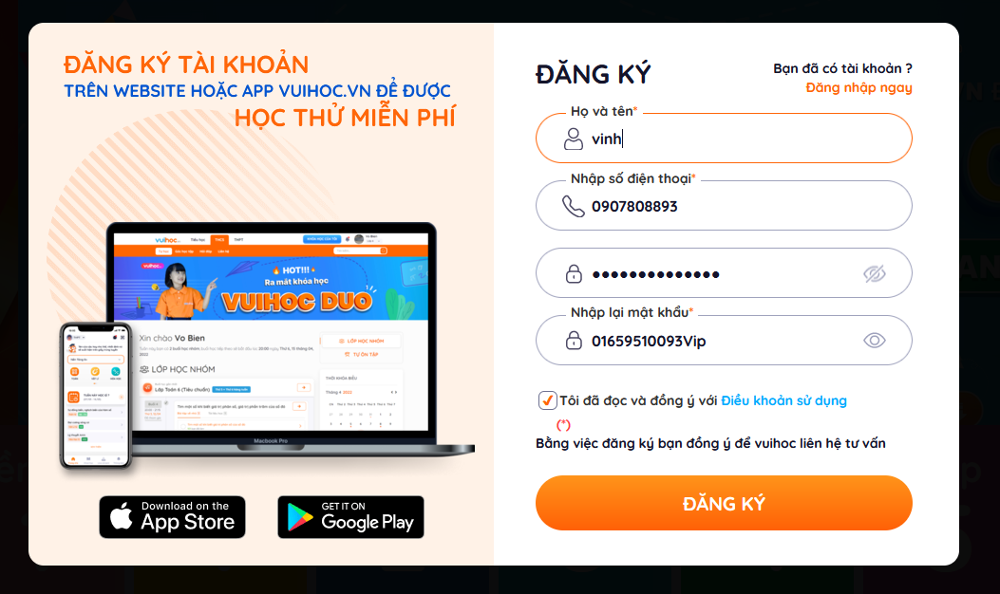 ĐĂNG KÝ TÀI KHOẢN
TRÊN WEBSITE HOẶC APP VUIHOC.VN ĐỂ ĐƯỢC
HỌC THỬ MIỄN PHÍ
vuihoc
HOT!!!
Ra mắt khóa học
VUIHOC DUO
Xin chào Vo Bien
LỚP HỌC NHÓM
TỰ ÔN TẬP
LỚP HỌC NHÓM
Lớp Toán 6 (Tiêu chuẩn)
Macbook Pro
Download on the
App Store
GET IT ON
Google Play
ĐĂNG KÝ
Bạn đã có tài khoản ?
Đăng nhập ngay
Họ và tên*
vinh
Nhập số điện thoại*
0907808893
●●●●●●●●●●●●●●
Nhập lại mật khẩu*
01659510093Vip
Tôi đã đọc và đồng ý với Điều khoản sử dụng
(*)
Bằng việc đăng ký bạn đồng ý để vuihoc liên hệ tư vấn
ĐĂNG KÝ